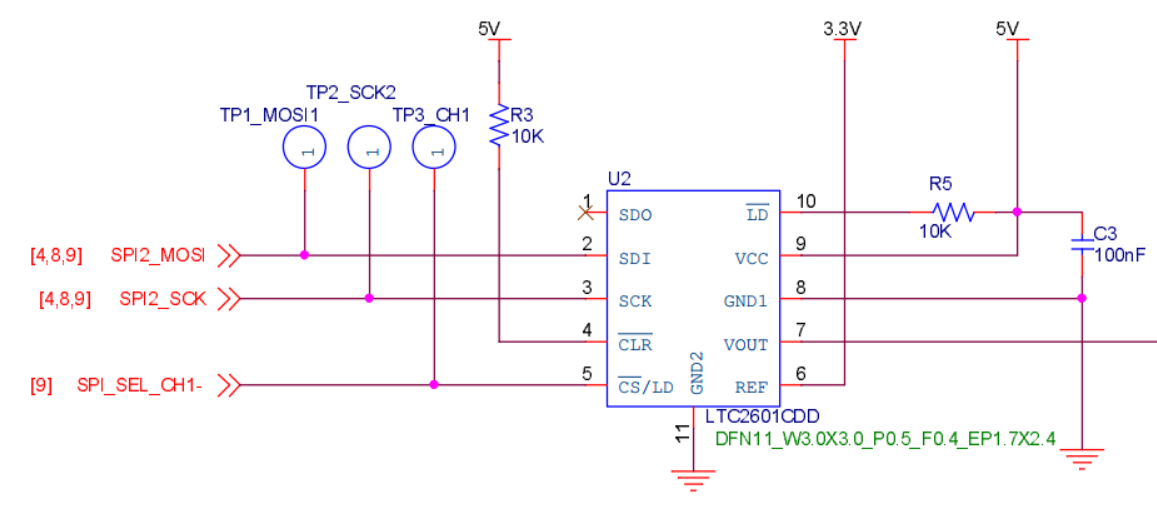 5V
3.3V
5V
TP2_SCK2
TP1_MOSI1
TP3_CH1
R3
10K
U2
R5
10K
C3
100nF
1 SDO
LD 10
[4,8,9] SPI2_MOSI
2 SDI
VCC 9
[4,8,9] SPI2_SCK
3 SCK
GND1 8
4 CLR
VOUT 7
[9] SPI_SEL_CH1-
5 CS/LD
GND2
REF 6
11
LTC2601CDD
DFN11_W3.0X3.0_P0.5_F0.4_EP1.7X2.4
1
1
1